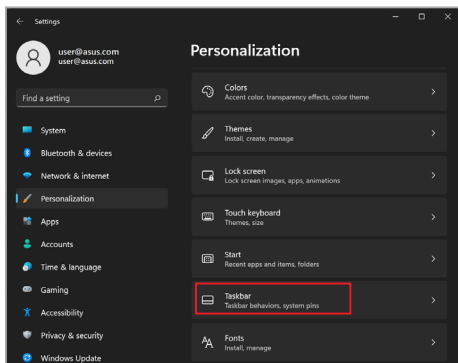 Settings
user@asus.com
user@asus.com
Find a setting
System
Bluetooth & devices
Network & internet
Personalization
Apps
Accounts
Time & language
Gaming
Accessibility
Privacy & security
Windows Update
Personalization
Colors
Accent color, transparency effects, color theme
Themes
Install, create, manage
Lock screen
Lock screen images, apps, animations
Touch keyboard
Themes, size
Start
Recent apps and items, folders
Taskbar
Taskbar behaviors, system pins
Fonts
Install, manage